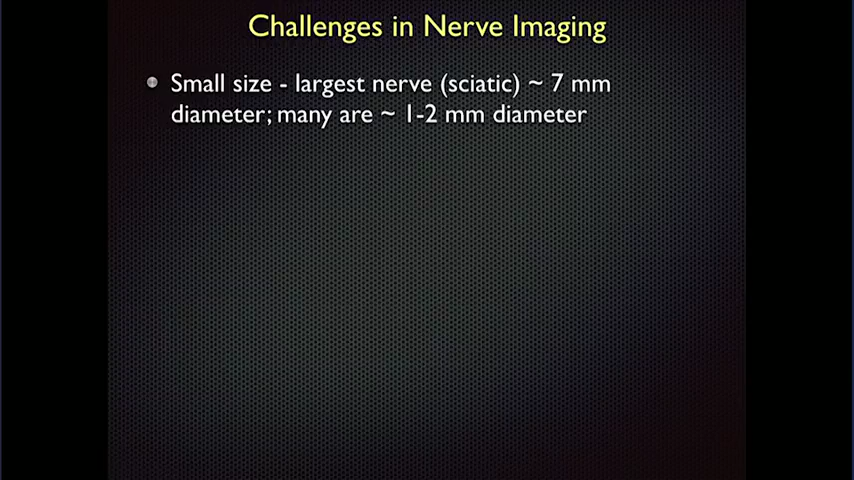 Challenges in Nerve Imaging
Small size - largest nerve (sciatic) ~ 7 mm
diameter; many are ~ 1-2 mm diameter